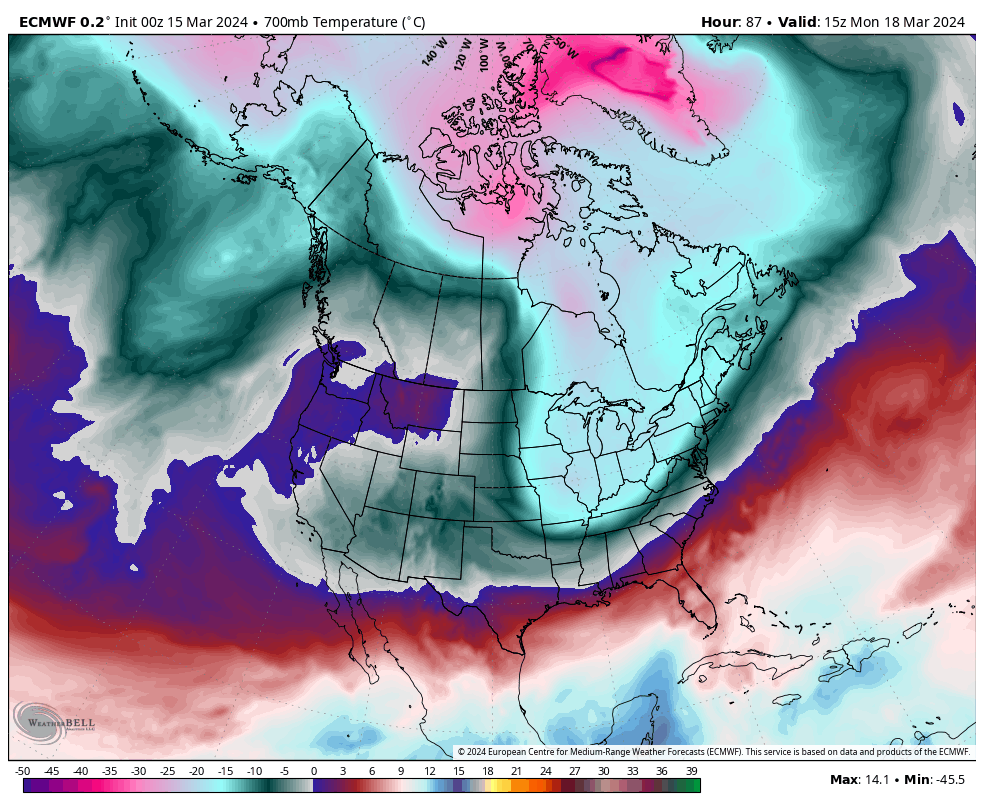 ECMWF 0.2° Init 00z 15 Mar 2024 • 700mb Temperature (°C)
Hour: 87 • Valid: 15z Mon 18 Mar 2024
140°W 120°W 100°W 70°W 50°W
WEATHERBELL
© 2024 European Centre for Medium-Range Weather Forecasts (ECMWF). This service is based on data and products of the ECMWF.
-50 -45 -40 -35 -30 -25 -20 -15 -10 -5 0 3 6 9 12 15 18 21 24 27 30 33 36 39
Max: 14.1 • Min: -45.5